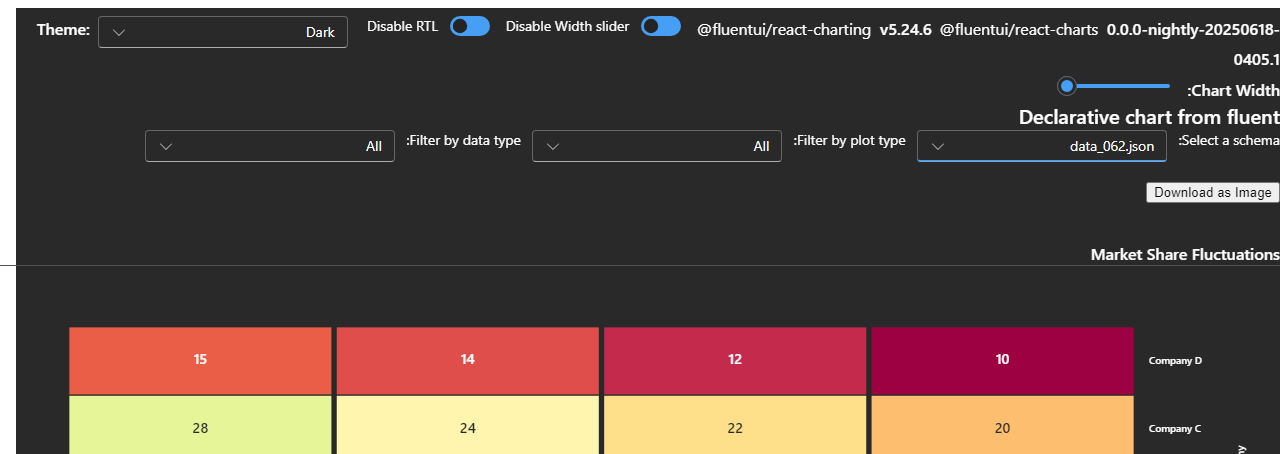 Theme:
Dark
Disable RTL
Disable Width slider
@fluentui/react-charting v5.24.6 @fluentui/react-charts 0.0.0-nightly-20250618-
0405.1
:Chart Width
Declarative chart from fluent
:Select a schema
data_062.json
:Filter by plot type
All
:Filter by data type
All
Download as Image
Market Share Fluctuations
15 14 12 10 Company D
28 24 22 20 Company C